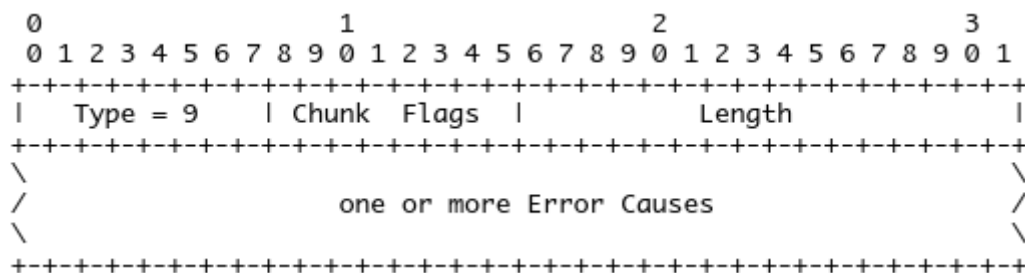 0                   1                   2                   3
 0 1 2 3 4 5 6 7 8 9 0 1 2 3 4 5 6 7 8 9 0 1 2 3 4 5 6 7 8 9 0 1
+-+-+-+-+-+-+-+-+-+-+-+-+-+-+-+-+-+-+-+-+-+-+-+-+-+-+-+-+-+-+-+-+
|   Type = 9    | Chunk  Flags  |           Length              |
+-+-+-+-+-+-+-+-+-+-+-+-+-+-+-+-+-+-+-+-+-+-+-+-+-+-+-+-+-+-+-+-+
\                                                               \
/                    one or more Error Causes                   /
\                                                               \
+-+-+-+-+-+-+-+-+-+-+-+-+-+-+-+-+-+-+-+-+-+-+-+-+-+-+-+-+-+-+-+-+